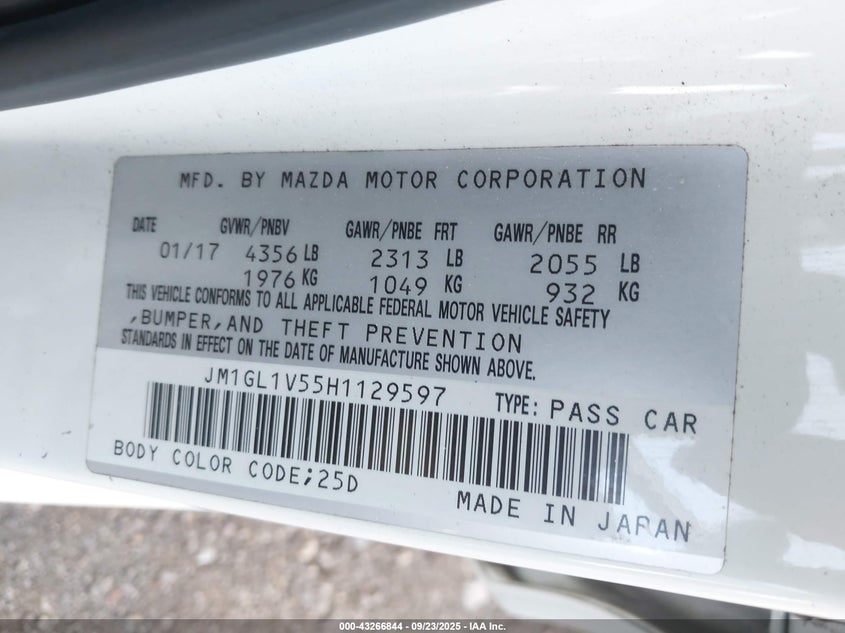 MFD. BY MAZDA MOTOR CORPORATION
DATE GVWR/PNBV GAWR/PNBE FRT GAWR/PNBE RR
01/17 4356 LB 2313 LB 2055 LB
1976 KG 1049 KG 932 KG
THIS VEHICLE CONFORMS TO ALL APPLICABLE FEDERAL MOTOR VEHICLE SAFETY
,BUMPER,AND THEFT PREVENTION
STANDARDS IN EFFECT ON THE DATE OF MANUFACTURE SHOWN ABOVE.
JM1GL1V55H1129597 TYPE: PASS CAR
BODY COLOR CODE;25D
MADE IN JAPAN
000-43266844 - 09/23/2025 - IAA Inc.